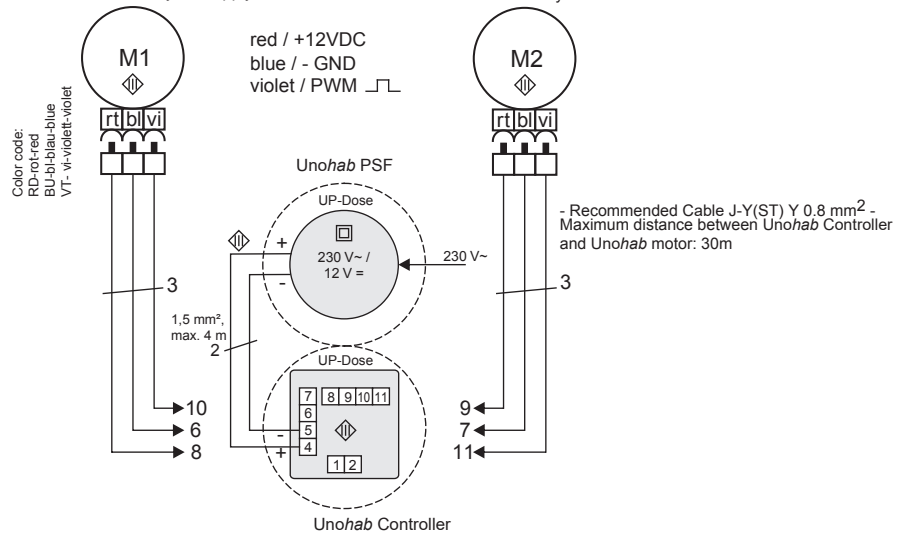 M1
red / +12VDC
blue / - GND
violet / PWM
M2
rt bl vi
rt bl vi
Color code:
RD-rot-red
BU-bl-blau-blue
VT- vi-violett-violet
Unohab PSF
UP-Dose
230 V~ /
12 V =
+
-
230 V~
- Recommended Cable J-Y(ST) Y 0.8 mm² -
Maximum distance between Unohab Controller
and Unohab motor: 30m
3
3
1,5 mm²,
max. 4 m
2
UP-Dose
7 8 9 10 11
6
5
4
-
+
1 2
10
6
8
9
7
11
Unohab Controller